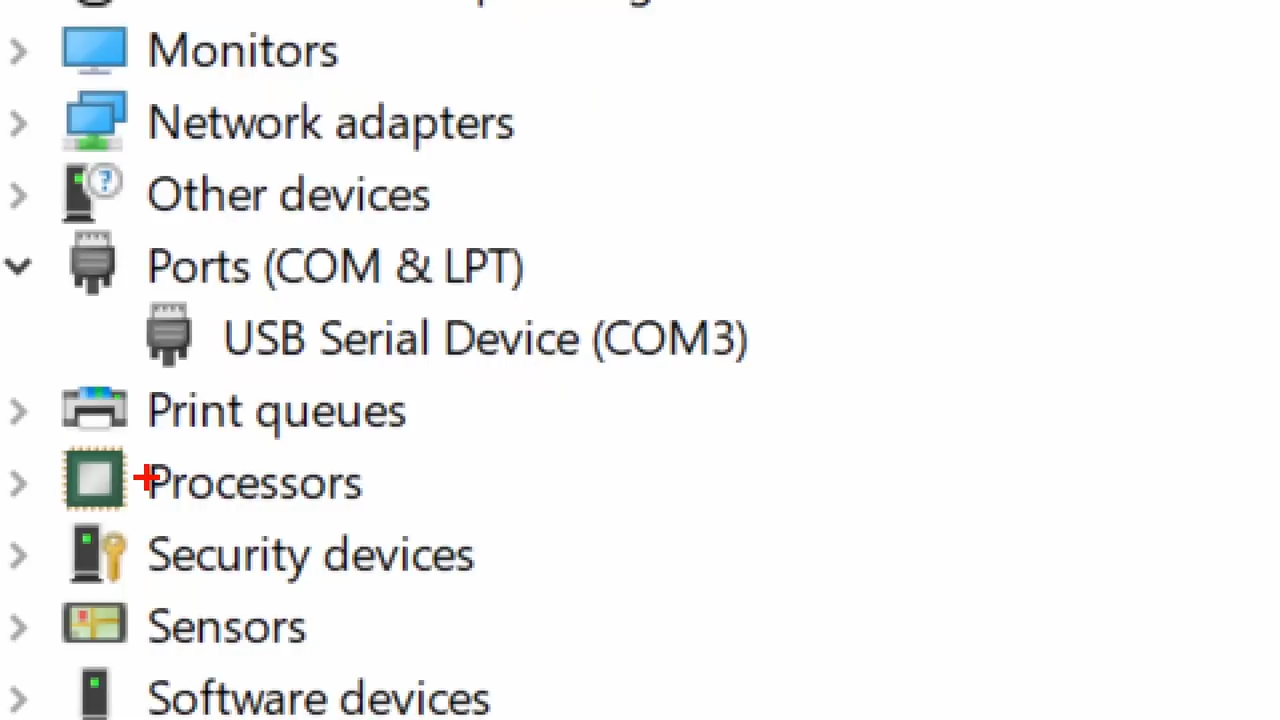 Monitors
Network adapters
Other devices
Ports (COM & LPT)
USB Serial Device (COM3)
Print queues
Processors
Security devices
Sensors
Software devices